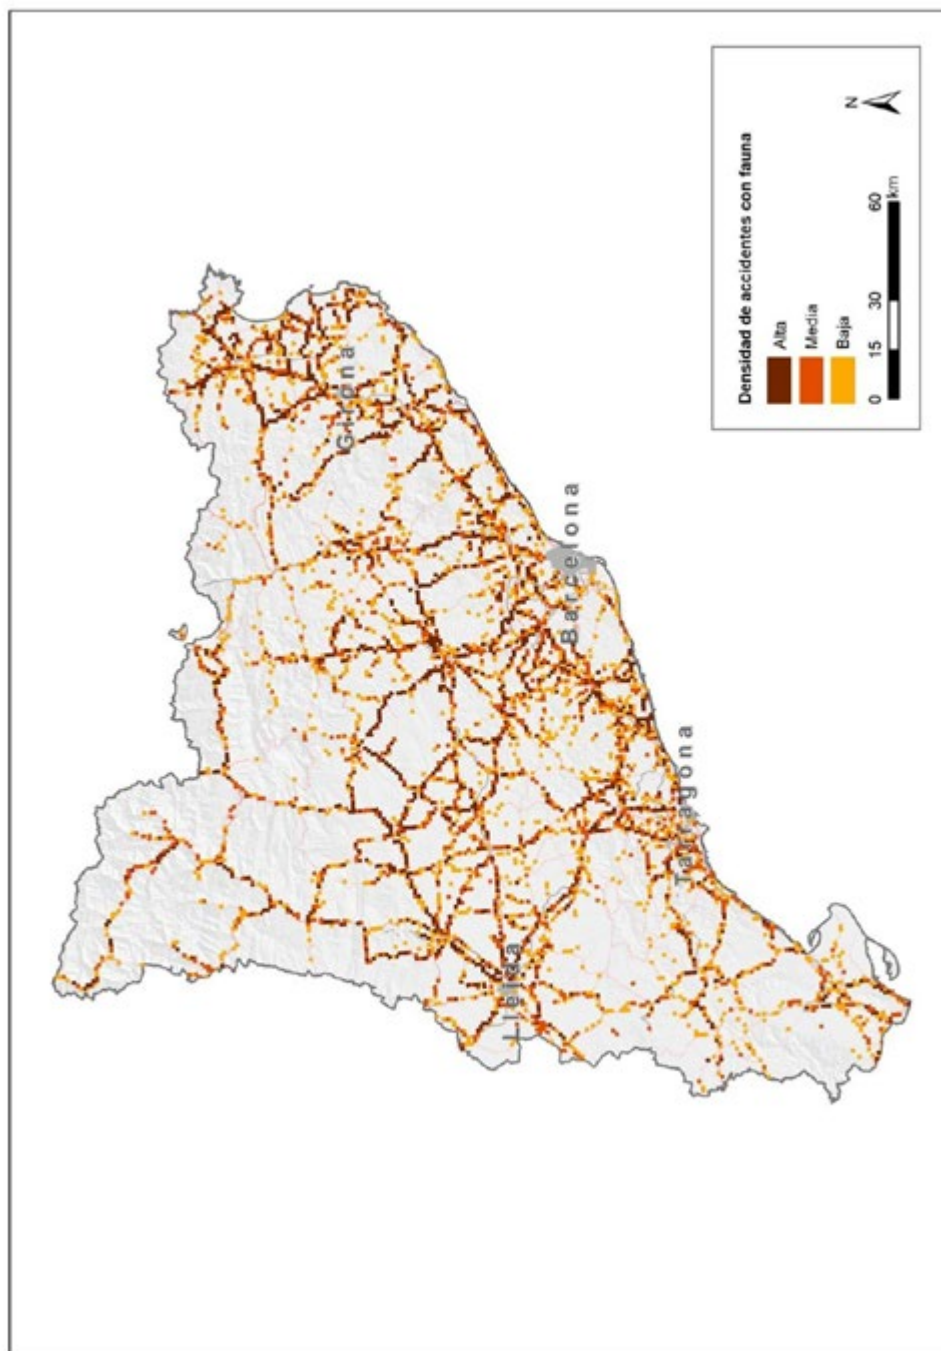 Girona
Lleida
Barcelona
Tarragona
Densidad de accidentes con fauna
Alta
Media
Baja
N
0 15 30 60
km